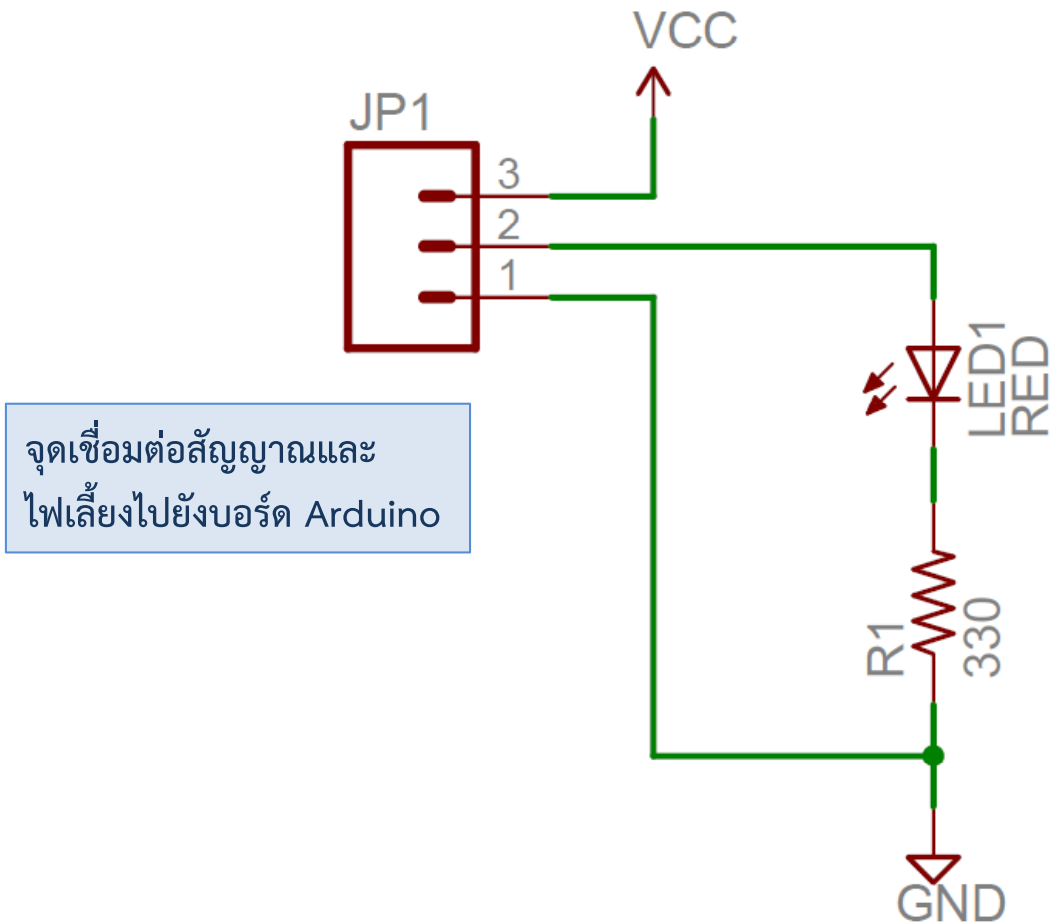 VCC
JP1
3
2
1
LED1
RED
จุดเชื่อมต่อสัญญาณและ
ไฟเลี้ยงไปยังบอร์ด Arduino
R1
330
GND